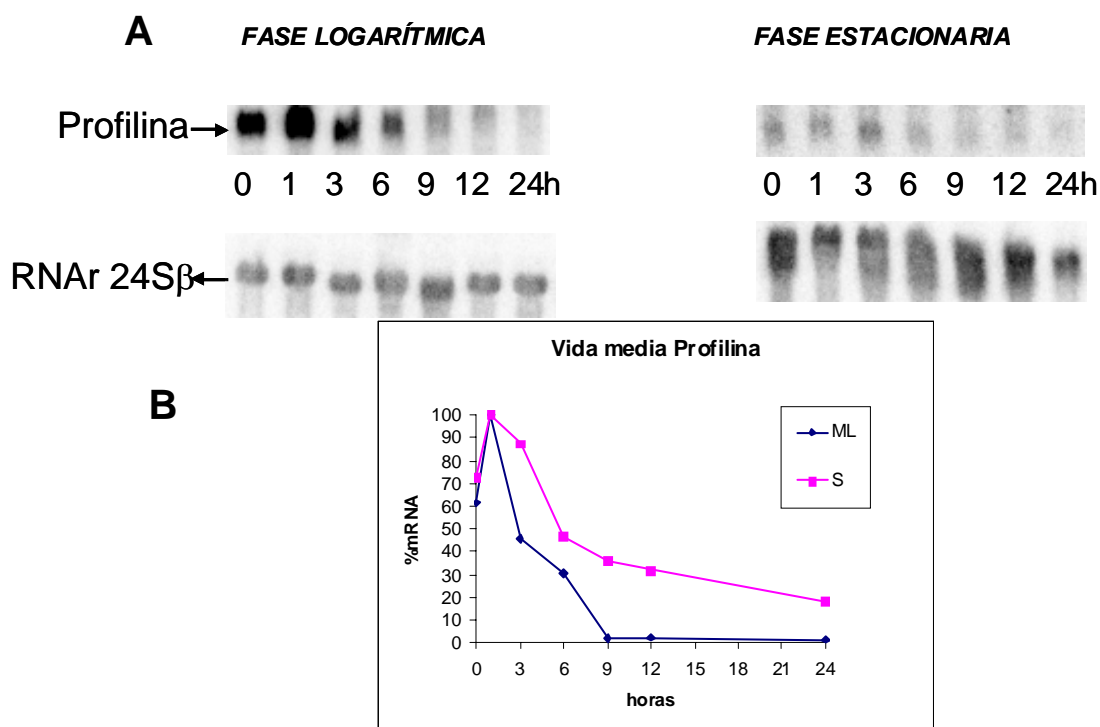 A
FASE LOGARÍTMICA
FASE ESTACIONARIA
Profilina
0 1 3 6 9 12 24h
0 1 3 6 9 12 24h
RNAr 24Sβ
B
Vida media Profilina
100
90
80
70
60
50
40
30
20
10
0
%mRNA
0 3 6 9 12 15 18 21 24
horas
ML
S